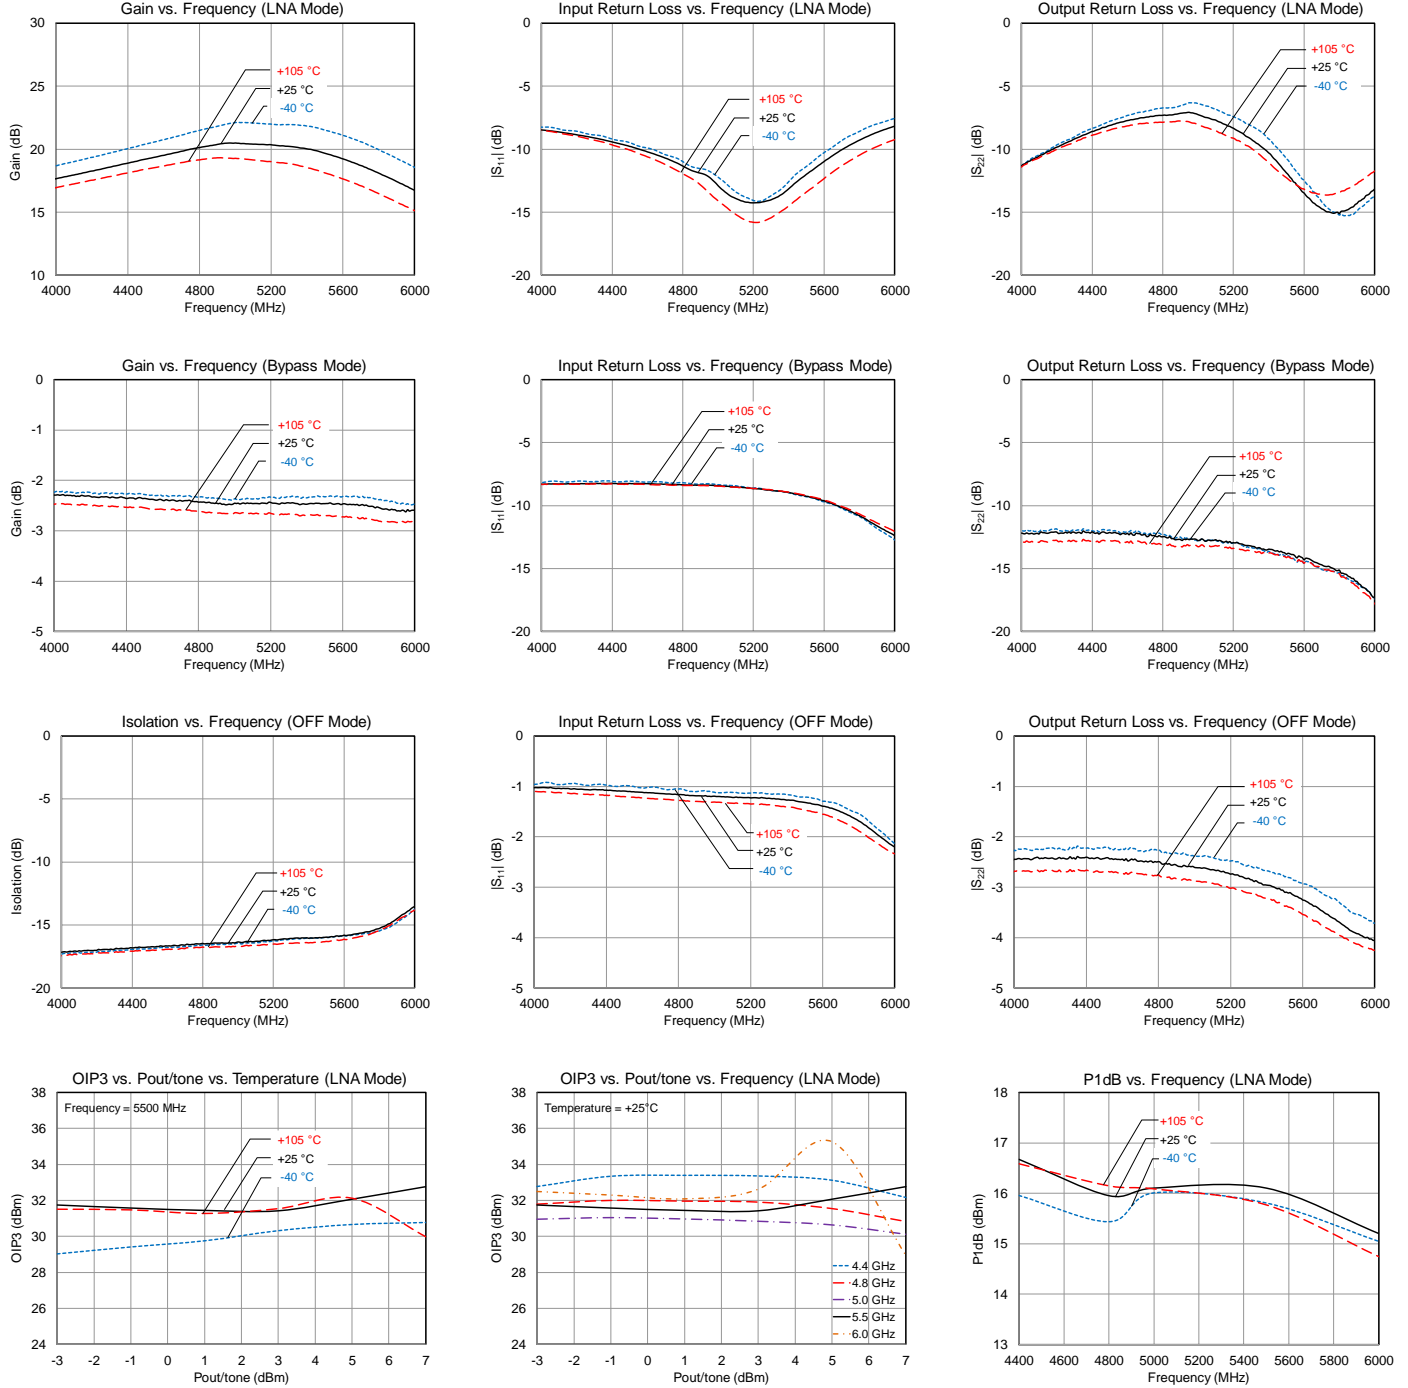 Gain vs. Frequency (LNA Mode)
30
25
20
15
10
Gain (dB)
+105 °C
+25 °C
-40 °C
4000 4400 4800 5200 5600 6000
Frequency (MHz)
Input Return Loss vs. Frequency (LNA Mode)
0
-5
-10
-15
-20
|S11| (dB)
+105 °C
+25 °C
-40 °C
4000 4400 4800 5200 5600 6000
Frequency (MHz)
Output Return Loss vs. Frequency (LNA Mode)
0
-5
-10
-15
-20
|S22| (dB)
+105 °C
+25 °C
-40 °C
4000 4400 4800 5200 5600 6000
Frequency (MHz)
Gain vs. Frequency (Bypass Mode)
0
-1
-2
-3
-4
-5
Gain (dB)
+105 °C
+25 °C
-40 °C
4000 4400 4800 5200 5600 6000
Frequency (MHz)
Input Return Loss vs. Frequency (Bypass Mode)
0
-5
-10
-15
-20
|S11| (dB)
+105 °C
+25 °C
-40 °C
4000 4400 4800 5200 5600 6000
Frequency (MHz)
Output Return Loss vs. Frequency (Bypass Mode)
0
-5
-10
-15
-20
|S22| (dB)
+105 °C
+25 °C
-40 °C
4000 4400 4800 5200 5600 6000
Frequency (MHz)
Isolation vs. Frequency (OFF Mode)
0
-5
-10
-15
-20
Isolation (dB)
+105 °C
+25 °C
-40 °C
4000 4400 4800 5200 5600 6000
Frequency (MHz)
Input Return Loss vs. Frequency (OFF Mode)
0
-1
-2
-3
-4
-5
|S11| (dB)
+105 °C
+25 °C
-40 °C
4000 4400 4800 5200 5600 6000
Frequency (MHz)
Output Return Loss vs. Frequency (OFF Mode)
0
-1
-2
-3
-4
-5
|S22| (dB)
+105 °C
+25 °C
-40 °C
4000 4400 4800 5200 5600 6000
Frequency (MHz)
OIP3 vs. Pout/tone vs. Temperature (LNA Mode)
38
36
34
32
30
28
26
24
OIP3 (dBm)
Frequency = 5500 MHz
+105 °C
+25 °C
-40 °C
-3 -2 -1 0 1 2 3 4 5 6 7
Pout/tone (dBm)
OIP3 vs. Pout/tone vs. Frequency (LNA Mode)
38
36
34
32
30
28
26
24
OIP3 (dBm)
Temperature = +25°C
4.4 GHz
4.8 GHz
5.0 GHz
5.5 GHz
6.0 GHz
-3 -2 -1 0 1 2 3 4 5 6 7
Pout/tone (dBm)
P1dB vs. Frequency (LNA Mode)
18
17
16
15
14
13
P1dB (dBm)
+105 °C
+25 °C
-40 °C
4400 4600 4800 5000 5200 5400 5600 5800 6000
Frequency (MHz)